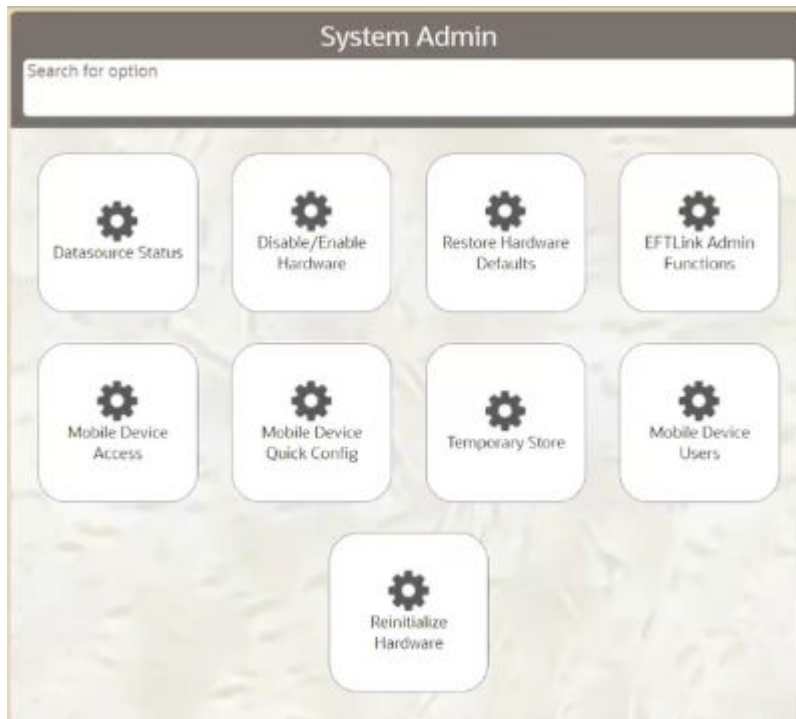 System Admin
Search for option
Datasource Status
Disable/Enable
Hardware
Restore Hardware
Defaults
EFTLink Admin
Functions
Mobile Device
Access
Mobile Device
Quick Config
Temporary Store
Mobile Device
Users
Reinitialize
Hardware